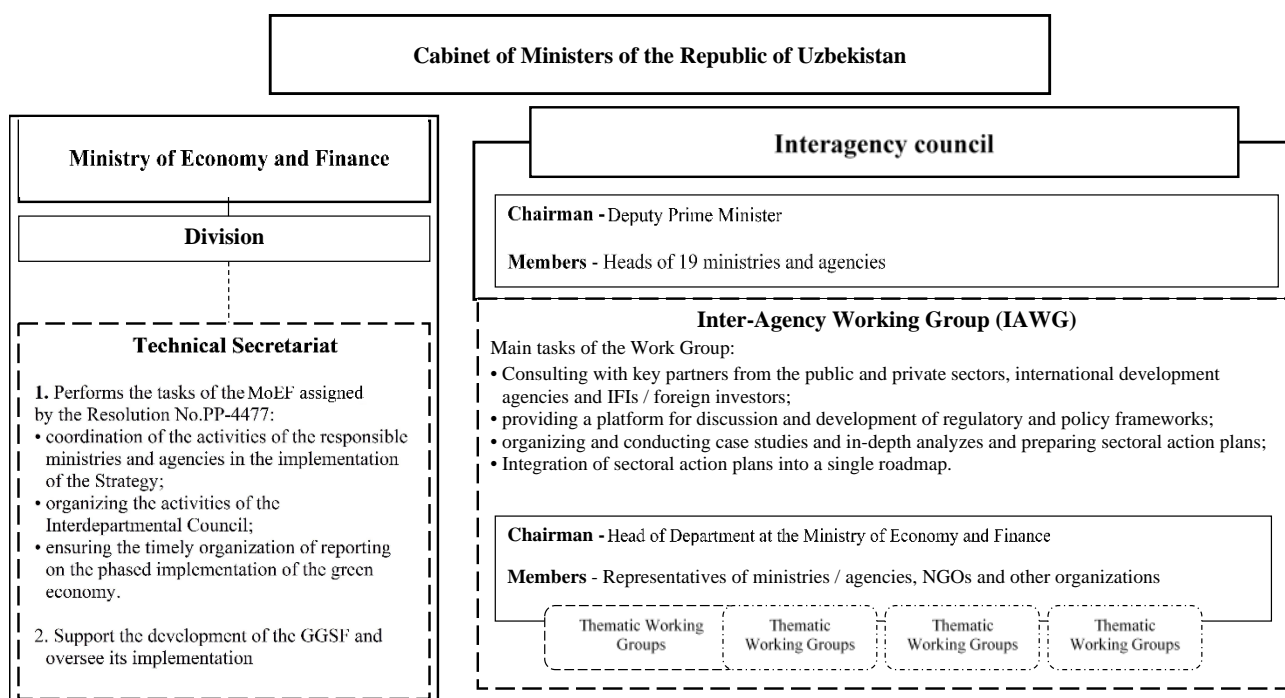 Cabinet of Ministers of the Republic of Uzbekistan
Ministry of Economy and Finance
Division
Technical Secretariat
1. Performs the tasks of the MoEF assigned
by the Resolution No.PP-4477:
• coordination of the activities of the responsible
ministries and agencies in the implementation
of the Strategy;
• organizing the activities of the
Interdepartmental Council;
• ensuring the timely organization of reporting
on the phased implementation of the green
economy.
2. Support the development of the GGSF and
oversee its implementation
Interagency council
Chairman - Deputy Prime Minister
Members - Heads of 19 ministries and agencies
Inter-Agency Working Group (IAWG)
Main tasks of the Work Group:
• Consulting with key partners from the public and private sectors, international development
agencies and IFIs / foreign investors;
• providing a platform for discussion and development of regulatory and policy frameworks;
• organizing and conducting case studies and in-depth analyzes and preparing sectoral action plans;
• Integration of sectoral action plans into a single roadmap.
Chairman - Head of Department at the Ministry of Economy and Finance
Members - Representatives of ministries / agencies, NGOs and other organizations
Thematic Working
Groups
Thematic
Working Groups
Thematic
Working Groups
Thematic
Working Groups